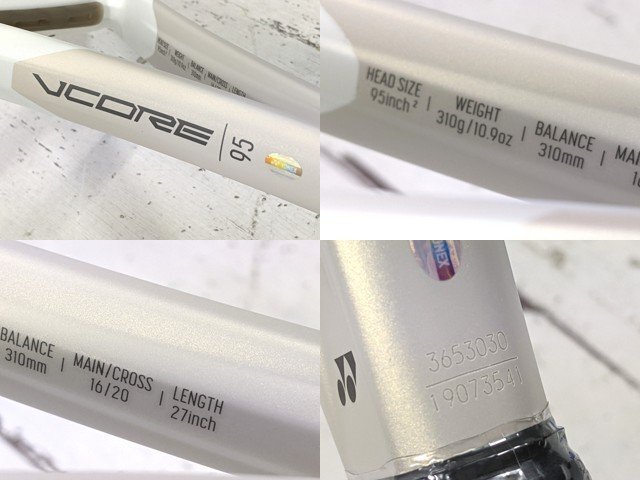 VCORE | 95
YONEX
HEAD SIZE | WEIGHT | BALANCE
95inch² | 310g/10.9oz | 310mm
BALANCE | MAIN/CROSS | LENGTH
310mm | 16/20 | 27inch
3653030
19073541